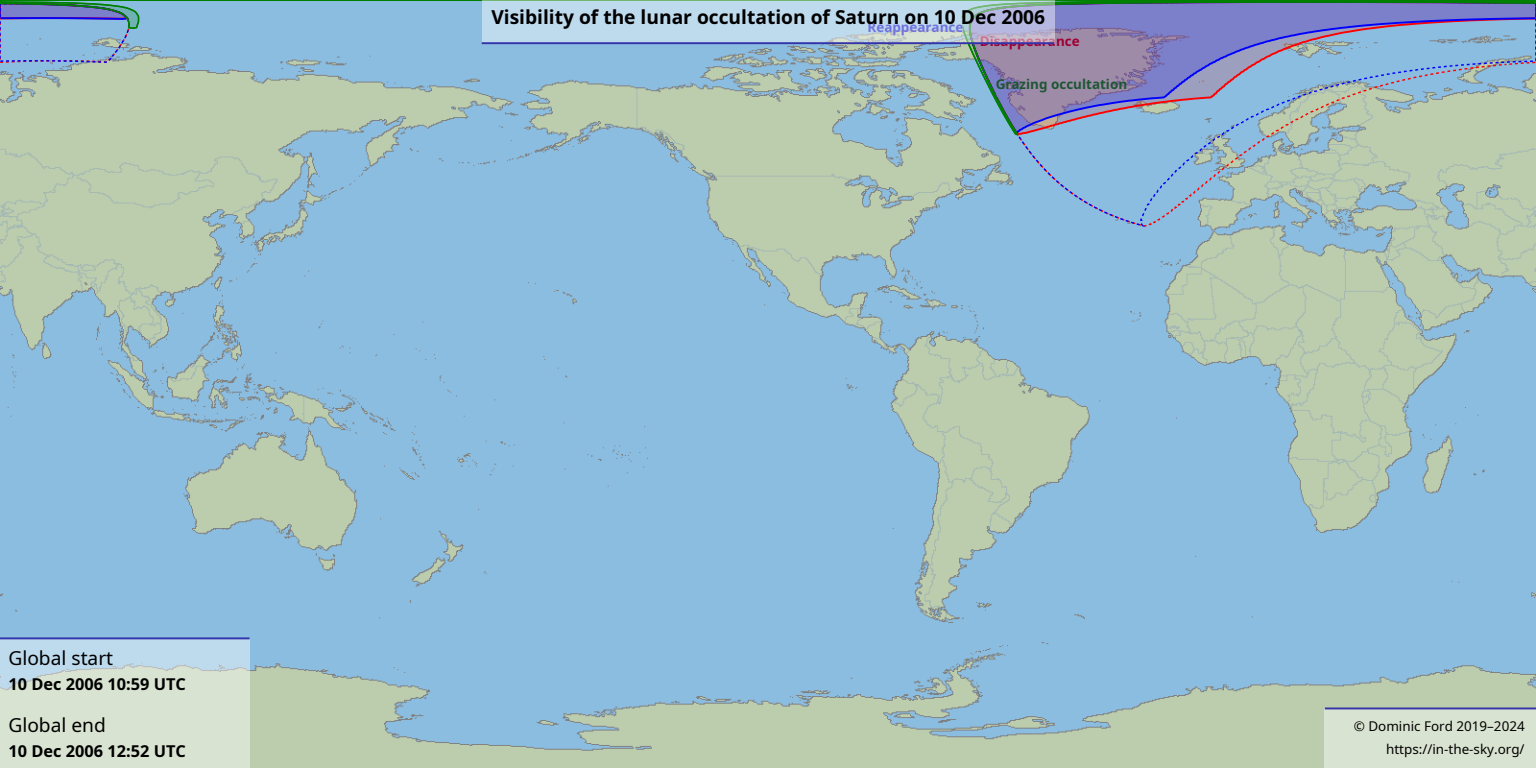 Visibility of the lunar occultation of Saturn on 10 Dec 2006
Reappearance
Disappearance
Grazing occultation
Global start
10 Dec 2006 10:59 UTC
Global end
10 Dec 2006 12:52 UTC
© Dominic Ford 2019–2024
https://in-the-sky.org/